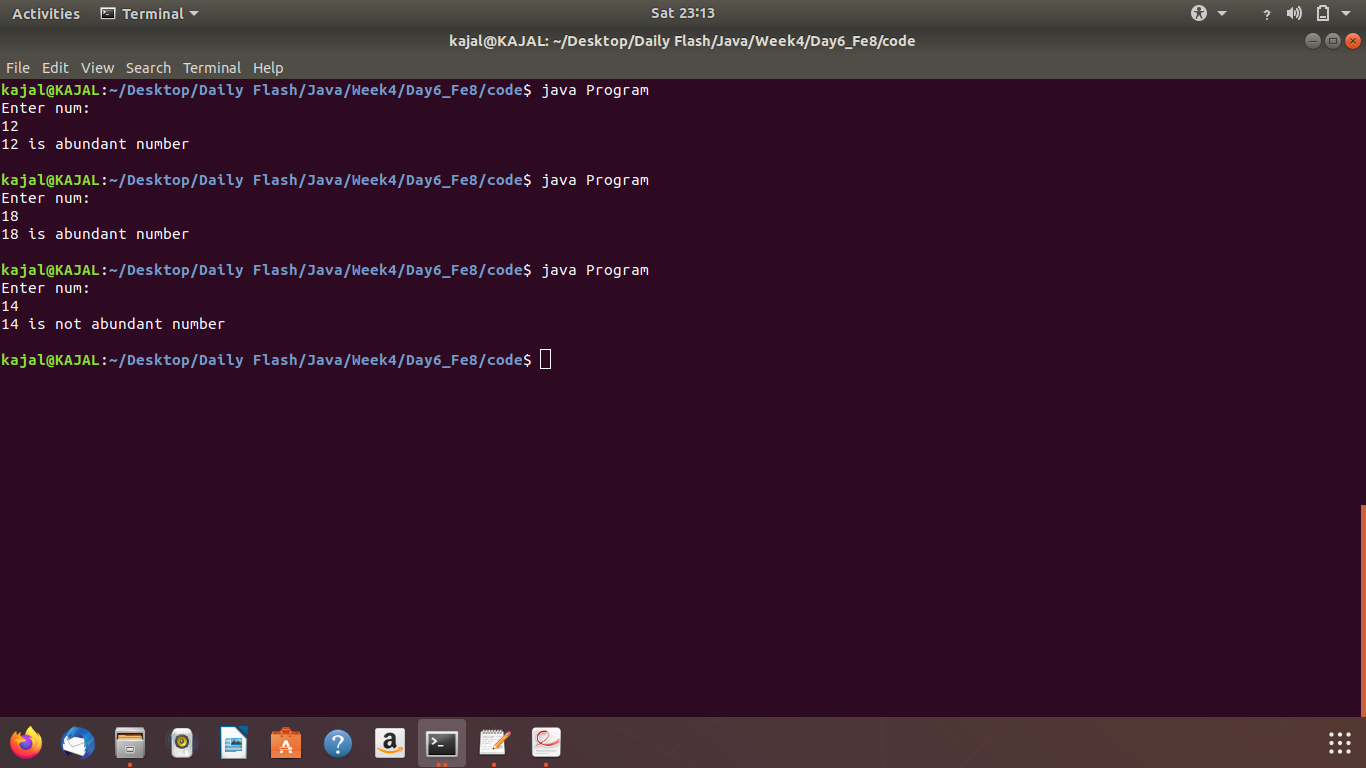 Activities Terminal Sat 23:13 ?
kajal@KAJAL: ~/Desktop/Daily Flash/Java/Week4/Day6_Fe8/code
File Edit View Search Terminal Help
kajal@KAJAL:~/Desktop/Daily Flash/Java/Week4/Day6_Fe8/code$ java Program
Enter num:
12
12 is abundant number
kajal@KAJAL:~/Desktop/Daily Flash/Java/Week4/Day6_Fe8/code$ java Program
Enter num:
18
18 is abundant number
kajal@KAJAL:~/Desktop/Daily Flash/Java/Week4/Day6_Fe8/code$ java Program
Enter num:
14
14 is not abundant number
kajal@KAJAL:~/Desktop/Daily Flash/Java/Week4/Day6_Fe8/code$